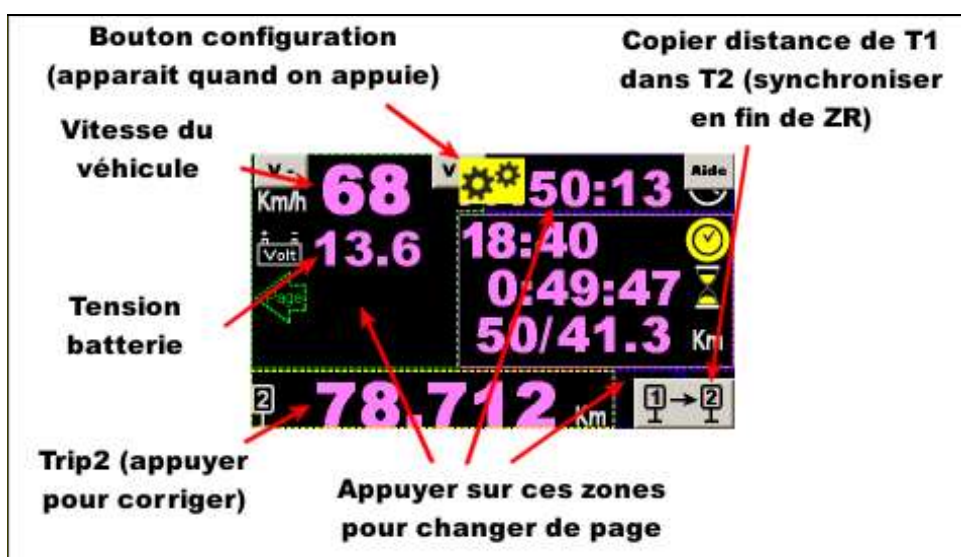 Bouton configuration
(apparait quand on appuie)
Copier distance de T1
dans T2 (synchroniser
en fin de ZR)
Vitesse du
véhicule
V -
V
Aide
Km/h
68
50:13
Volt
13.6
18:40
0:49:47
50/41.3 Km
Page
Tension
batterie
2
78.712 Km
1
2
Trip2 (appuyer
pour corriger)
Appuyer sur ces zones
pour changer de page